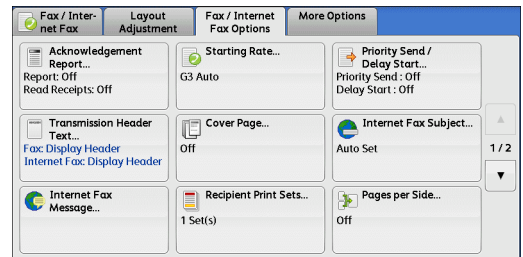 Fax / Inter-
net Fax
Layout
Adjustment
Fax / Internet
Fax Options
More Options
Acknowledgement
Report...
Report: Off
Read Receipts: Off
Starting Rate...
G3 Auto
Priority Send /
Delay Start...
Priority Send : Off
Delay Start : Off
Transmission Header
Text...
Fax: Display Header
Internet Fax: Display Header
Cover Page...
Off
Internet Fax Subject...
Auto Set
1 / 2
Internet Fax
Message...
Recipient Print Sets...
1 Set(s)
Pages per Side...
Off